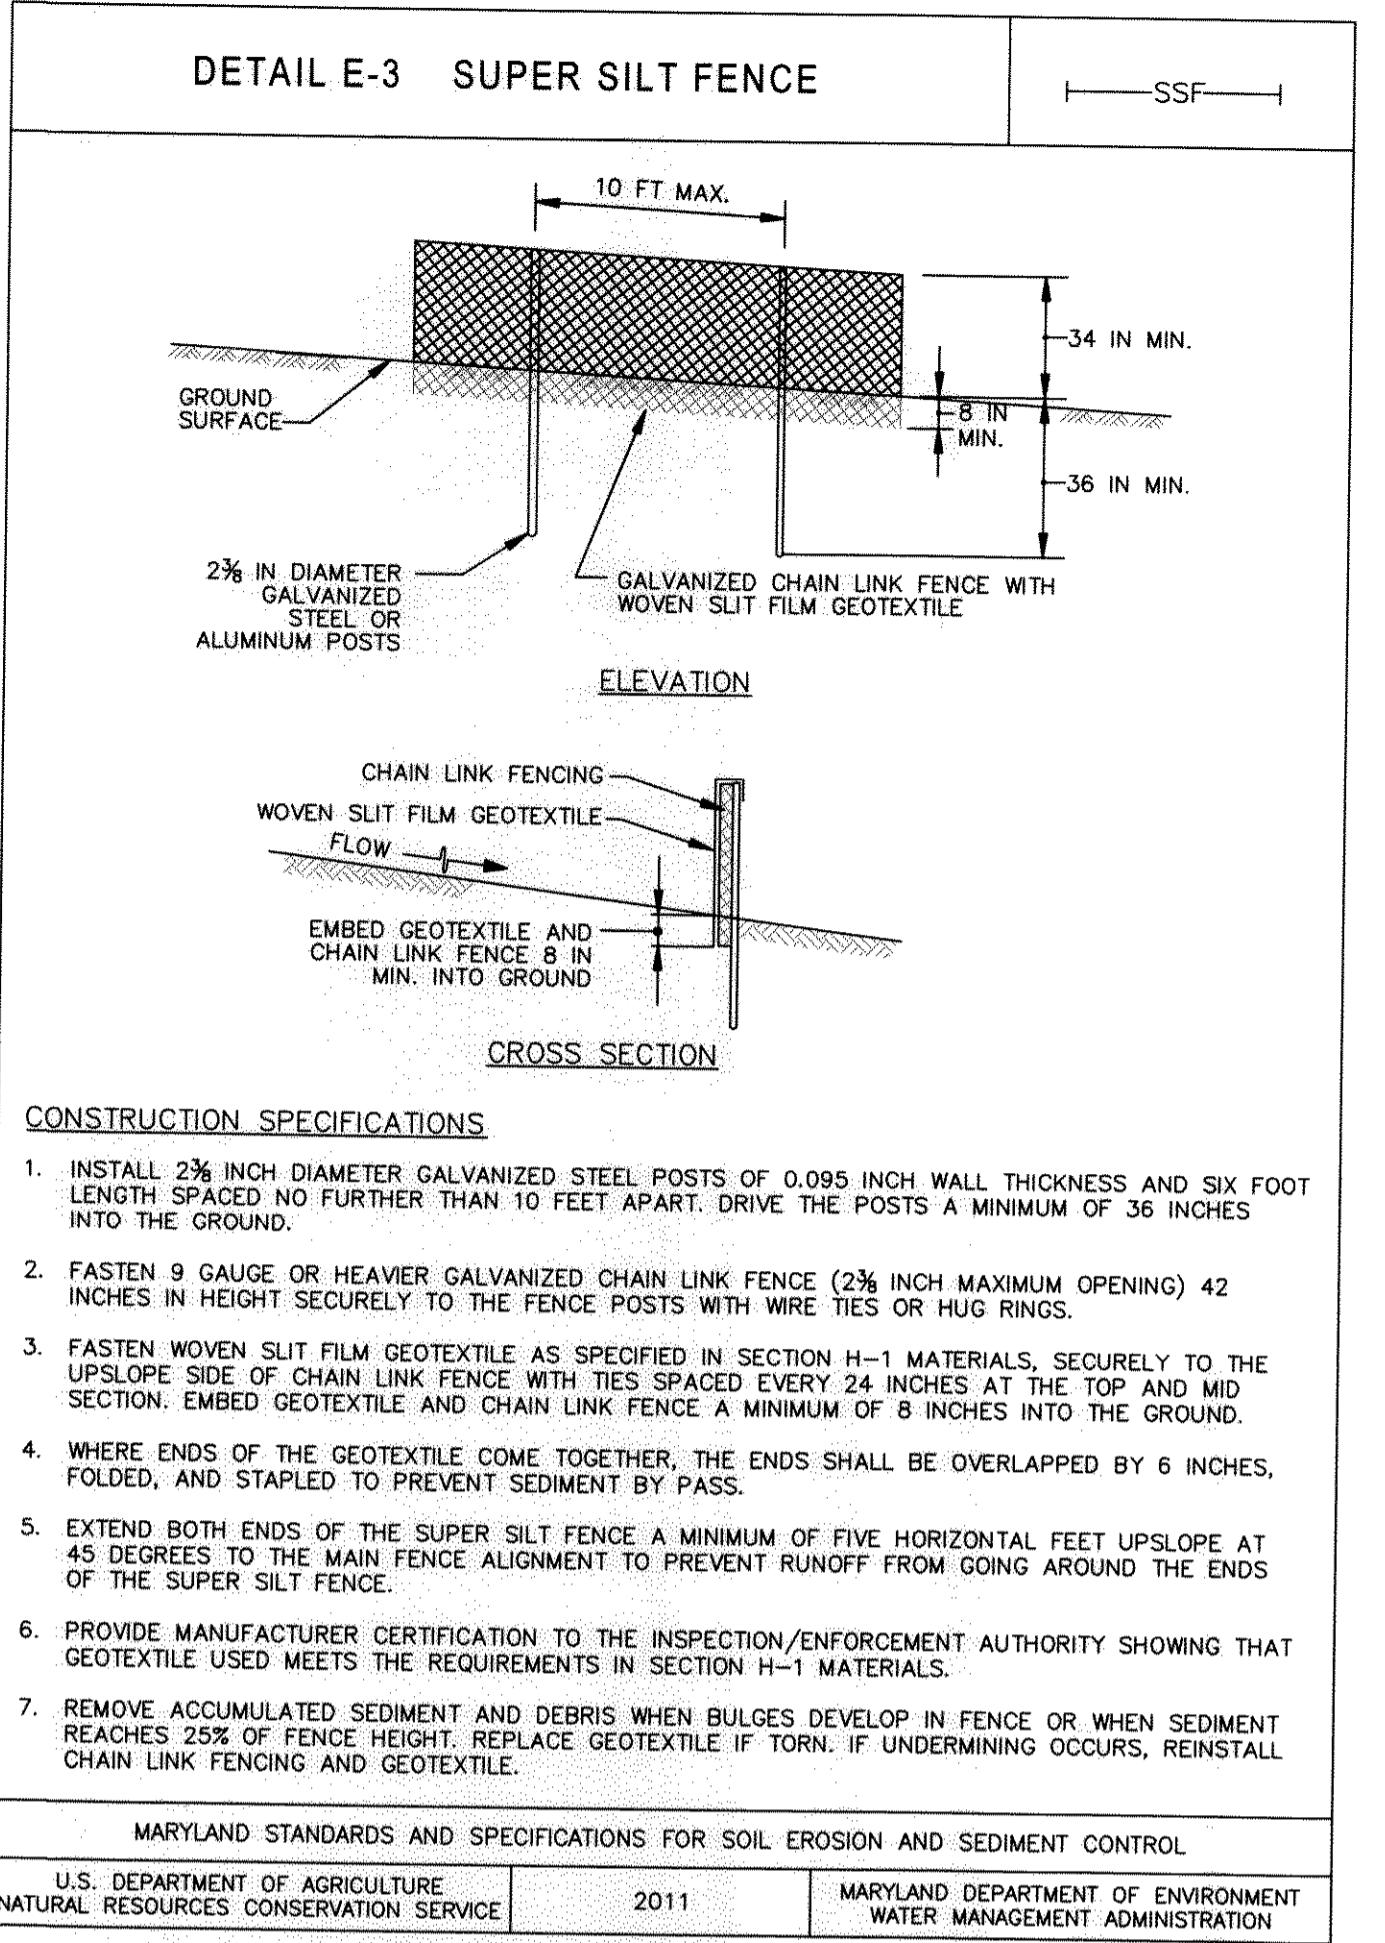 DETAIL E-3 SUPER SILT FENCE
SSF
10 FT MAX.
34 IN MIN.
GROUND
SURFACE
8 IN
MIN.
36 IN MIN.
2⅜ IN DIAMETER
GALVANIZED
STEEL OR
ALUMINUM POSTS
GALVANIZED CHAIN LINK FENCE WITH
WOVEN SLIT FILM GEOTEXTILE
ELEVATION
CHAIN LINK FENCING
WOVEN SLIT FILM GEOTEXTILE
FLOW
EMBED GEOTEXTILE AND
CHAIN LINK FENCE 8 IN
MIN. INTO GROUND
CROSS SECTION
CONSTRUCTION SPECIFICATIONS
1. INSTALL 2⅜ INCH DIAMETER GALVANIZED STEEL POSTS OF 0.095 INCH WALL THICKNESS AND SIX FOOT
LENGTH SPACED NO FURTHER THAN 10 FEET APART. DRIVE THE POSTS A MINIMUM OF 36 INCHES
INTO THE GROUND.
2. FASTEN 9 GAUGE OR HEAVIER GALVANIZED CHAIN LINK FENCE (2⅜ INCH MAXIMUM OPENING) 42
INCHES IN HEIGHT SECURELY TO THE FENCE POSTS WITH WIRE TIES OR HUG RINGS.
3. FASTEN WOVEN SLIT FILM GEOTEXTILE AS SPECIFIED IN SECTION H-1 MATERIALS, SECURELY TO THE
UPSLOPE SIDE OF CHAIN LINK FENCE WITH TIES SPACED EVERY 24 INCHES AT THE TOP AND MID
SECTION. EMBED GEOTEXTILE AND CHAIN LINK FENCE A MINIMUM OF 8 INCHES INTO THE GROUND.
4. WHERE ENDS OF THE GEOTEXTILE COME TOGETHER, THE ENDS SHALL BE OVERLAPPED BY 6 INCHES,
FOLDED, AND STAPLED TO PREVENT SEDIMENT BY PASS.
5. EXTEND BOTH ENDS OF THE SUPER SILT FENCE A MINIMUM OF FIVE HORIZONTAL FEET UPSLOPE AT
45 DEGREES TO THE MAIN FENCE ALIGNMENT TO PREVENT RUNOFF FROM GOING AROUND THE ENDS
OF THE SUPER SILT FENCE.
6. PROVIDE MANUFACTURER CERTIFICATION TO THE INSPECTION/ENFORCEMENT AUTHORITY SHOWING THAT
GEOTEXTILE USED MEETS THE REQUIREMENTS IN SECTION H-1 MATERIALS.
7. REMOVE ACCUMULATED SEDIMENT AND DEBRIS WHEN BULGES DEVELOP IN FENCE OR WHEN SEDIMENT
REACHES 25% OF FENCE HEIGHT. REPLACE GEOTEXTILE IF TORN. IF UNDERMINING OCCURS, REINSTALL
CHAIN LINK FENCING AND GEOTEXTILE.
MARYLAND STANDARDS AND SPECIFICATIONS FOR SOIL EROSION AND SEDIMENT CONTROL
U.S. DEPARTMENT OF AGRICULTURE
NATURAL RESOURCES CONSERVATION SERVICE
2011
MARYLAND DEPARTMENT OF ENVIRONMENT
WATER MANAGEMENT ADMINISTRATION